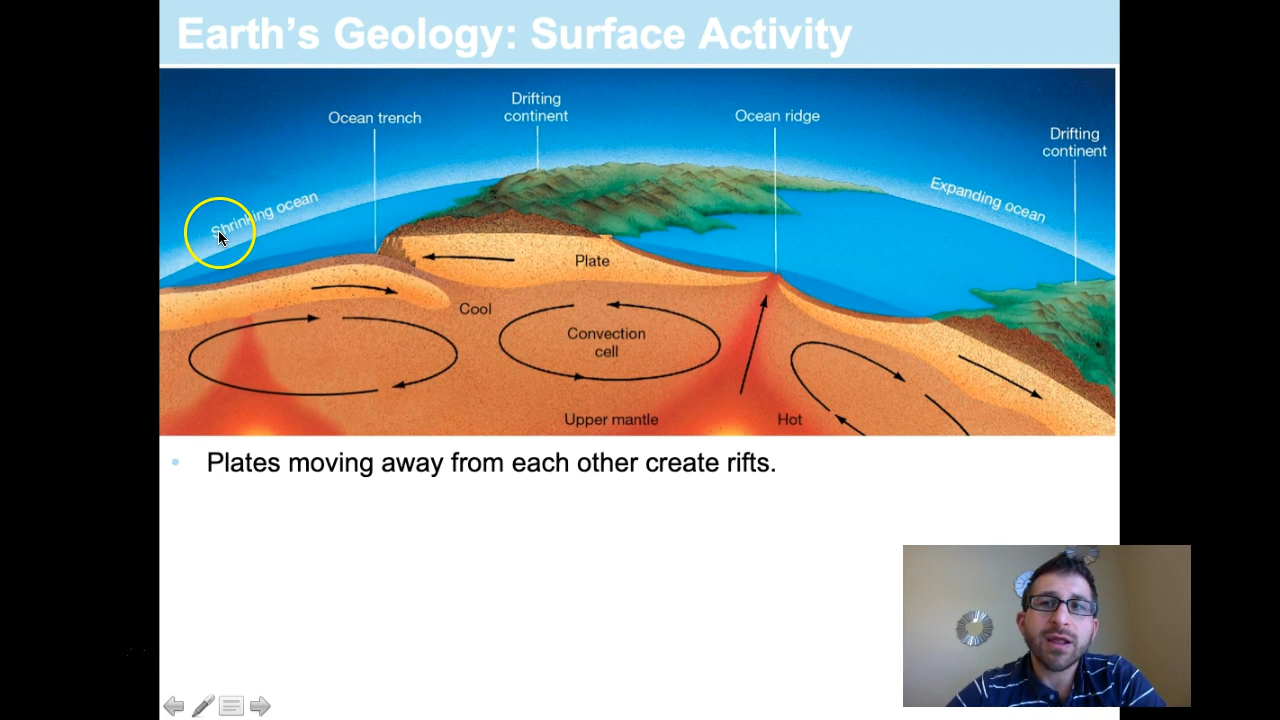 Earth's Geology: Surface Activity
Drifting
continent
Ocean trench
Ocean ridge
Drifting
continent
Shrinking ocean
Expanding ocean
Plate
Cool
Convection
cell
Upper mantle
Hot
• Plates moving away from each other create rifts.